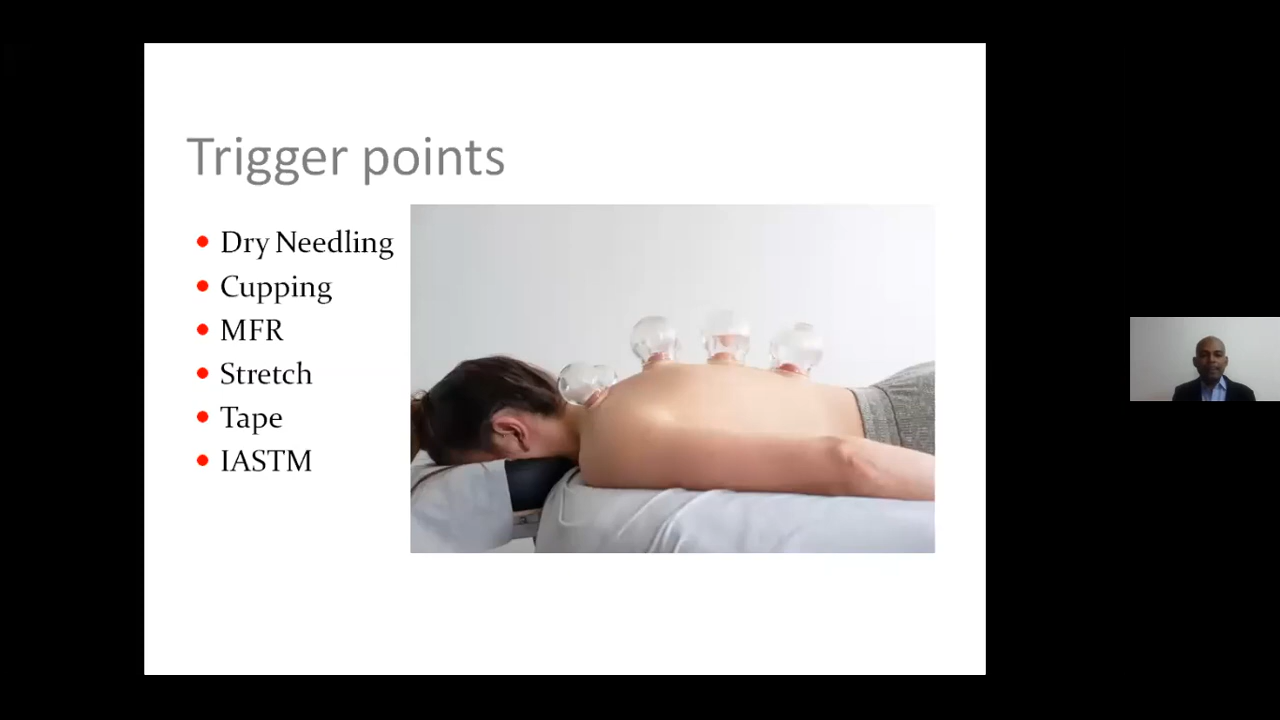 Trigger points
Dry Needling
Cupping
MFR
Stretch
Tape
IASTM